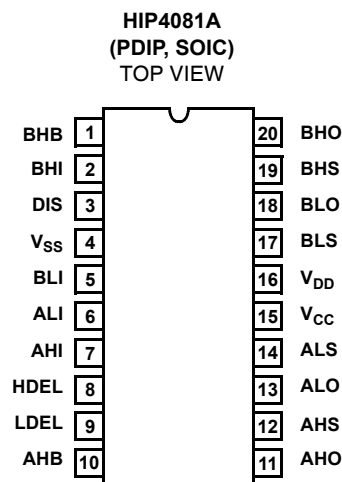 HIP4081A
(PDIP, SOIC)
TOP VIEW
BHB 1 20 BHO
BHI 2 19 BHS
DIS 3 18 BLO
VSS 4 17 BLS
BLI 5 16 VDD
ALI 6 15 VCC
AHI 7 14 ALS
HDEL 8 13 ALO
LDEL 9 12 AHS
AHB 10 11 AHO